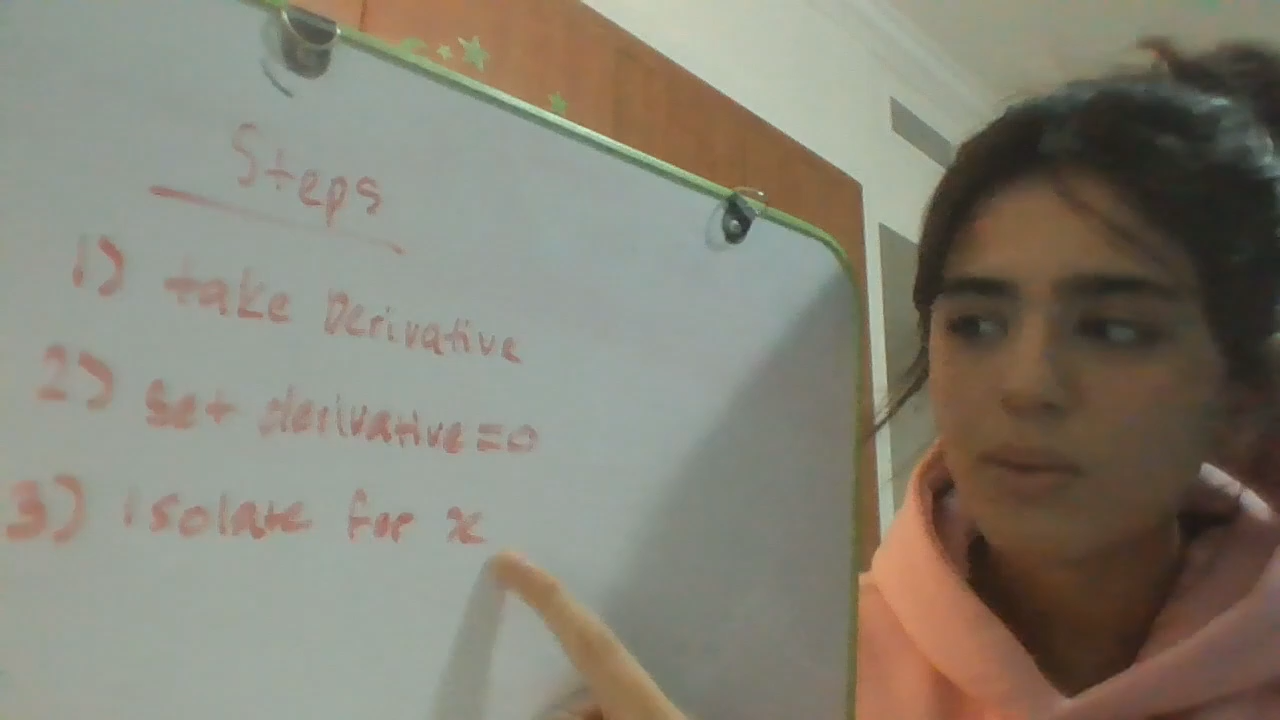 Steps
1) take Derivative
2) set derivative = 0
3) isolate for x